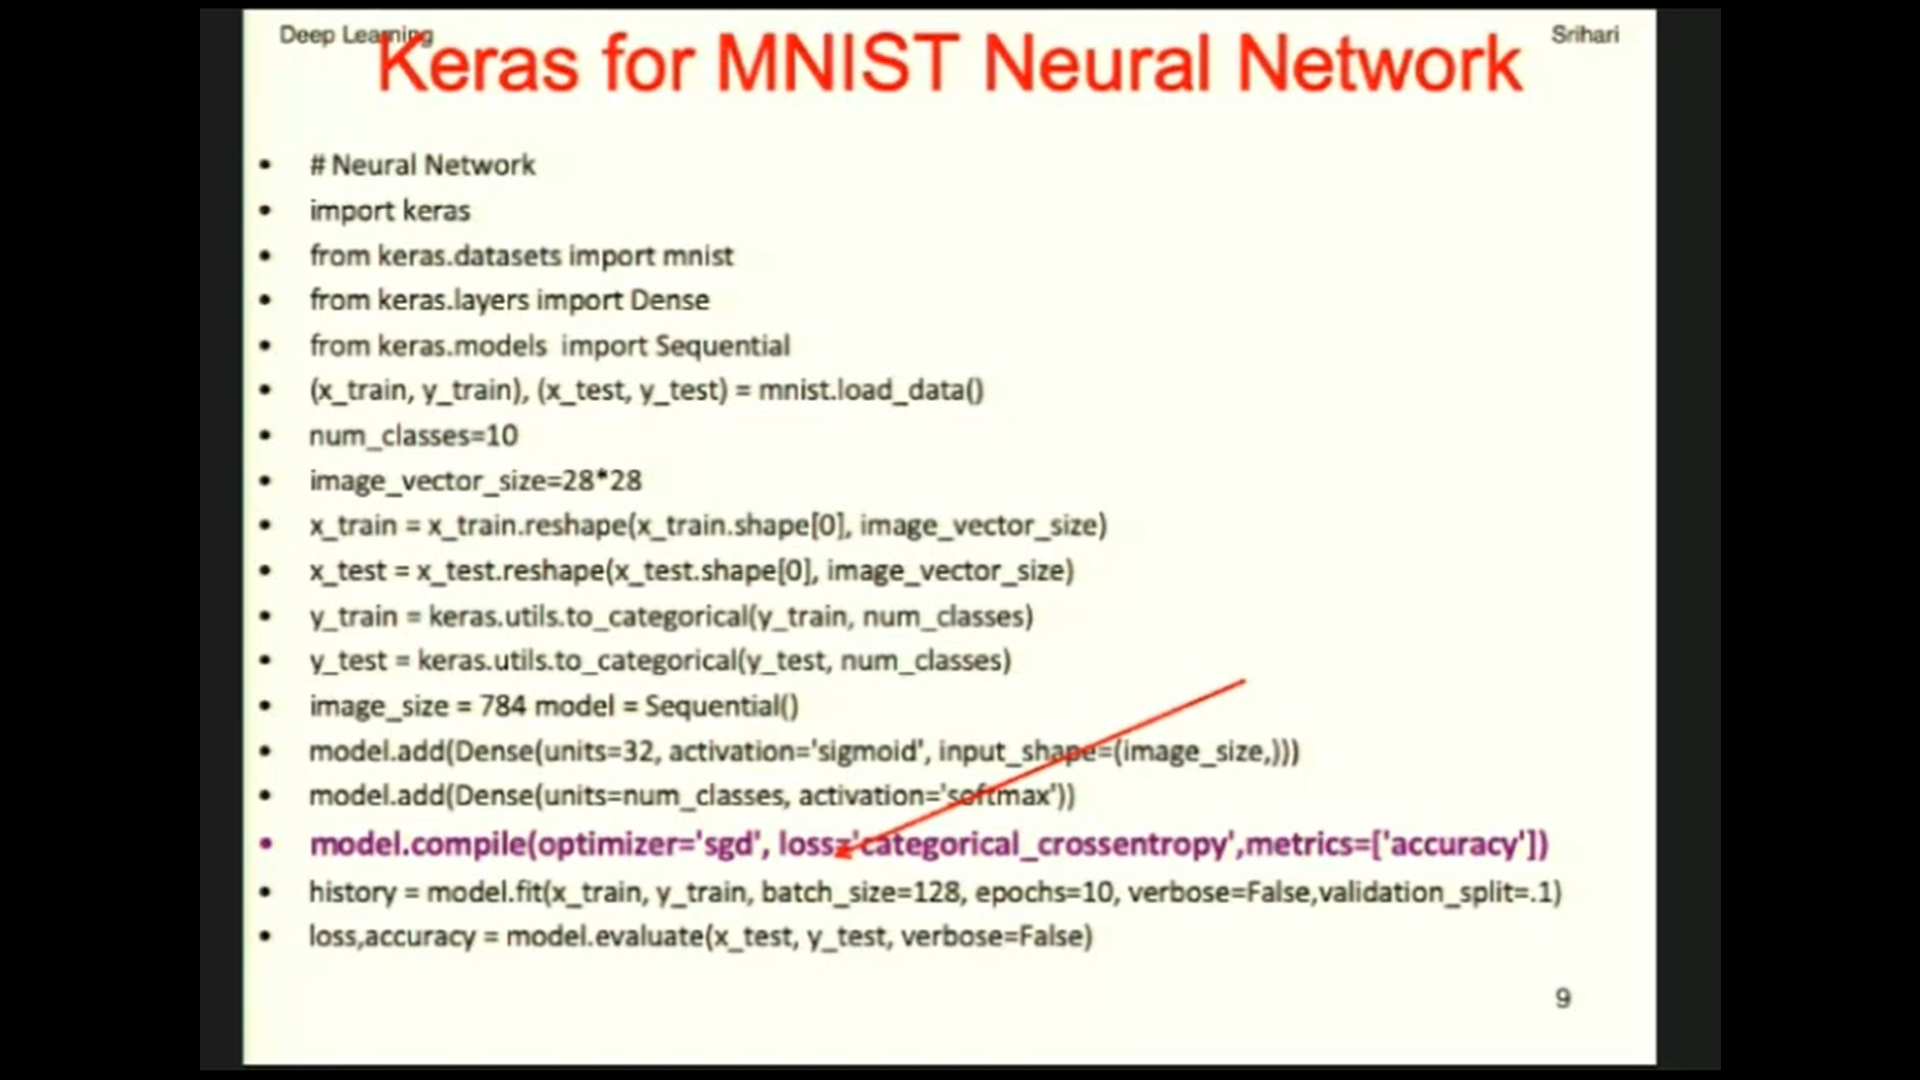 Deep Learning
Srihari
Keras for MNIST Neural Network
• # Neural Network
• import keras
• from keras.datasets import mnist
• from keras.layers import Dense
• from keras.models import Sequential
• (x_train, y_train), (x_test, y_test) = mnist.load_data()
• num_classes=10
• image_vector_size=28*28
• x_train = x_train.reshape(x_train.shape[0], image_vector_size)
• x_test = x_test.reshape(x_test.shape[0], image_vector_size)
• y_train = keras.utils.to_categorical(y_train, num_classes)
• y_test = keras.utils.to_categorical(y_test, num_classes)
• image_size = 784 model = Sequential()
• model.add(Dense(units=32, activation='sigmoid', input_shape=(image_size,)))
• model.add(Dense(units=num_classes, activation='softmax'))
• model.compile(optimizer='sgd', loss='categorical_crossentropy',metrics=['accuracy'])
• history = model.fit(x_train, y_train, batch_size=128, epochs=10, verbose=False,validation_split=.1)
• loss,accuracy = model.evaluate(x_test, y_test, verbose=False)
9